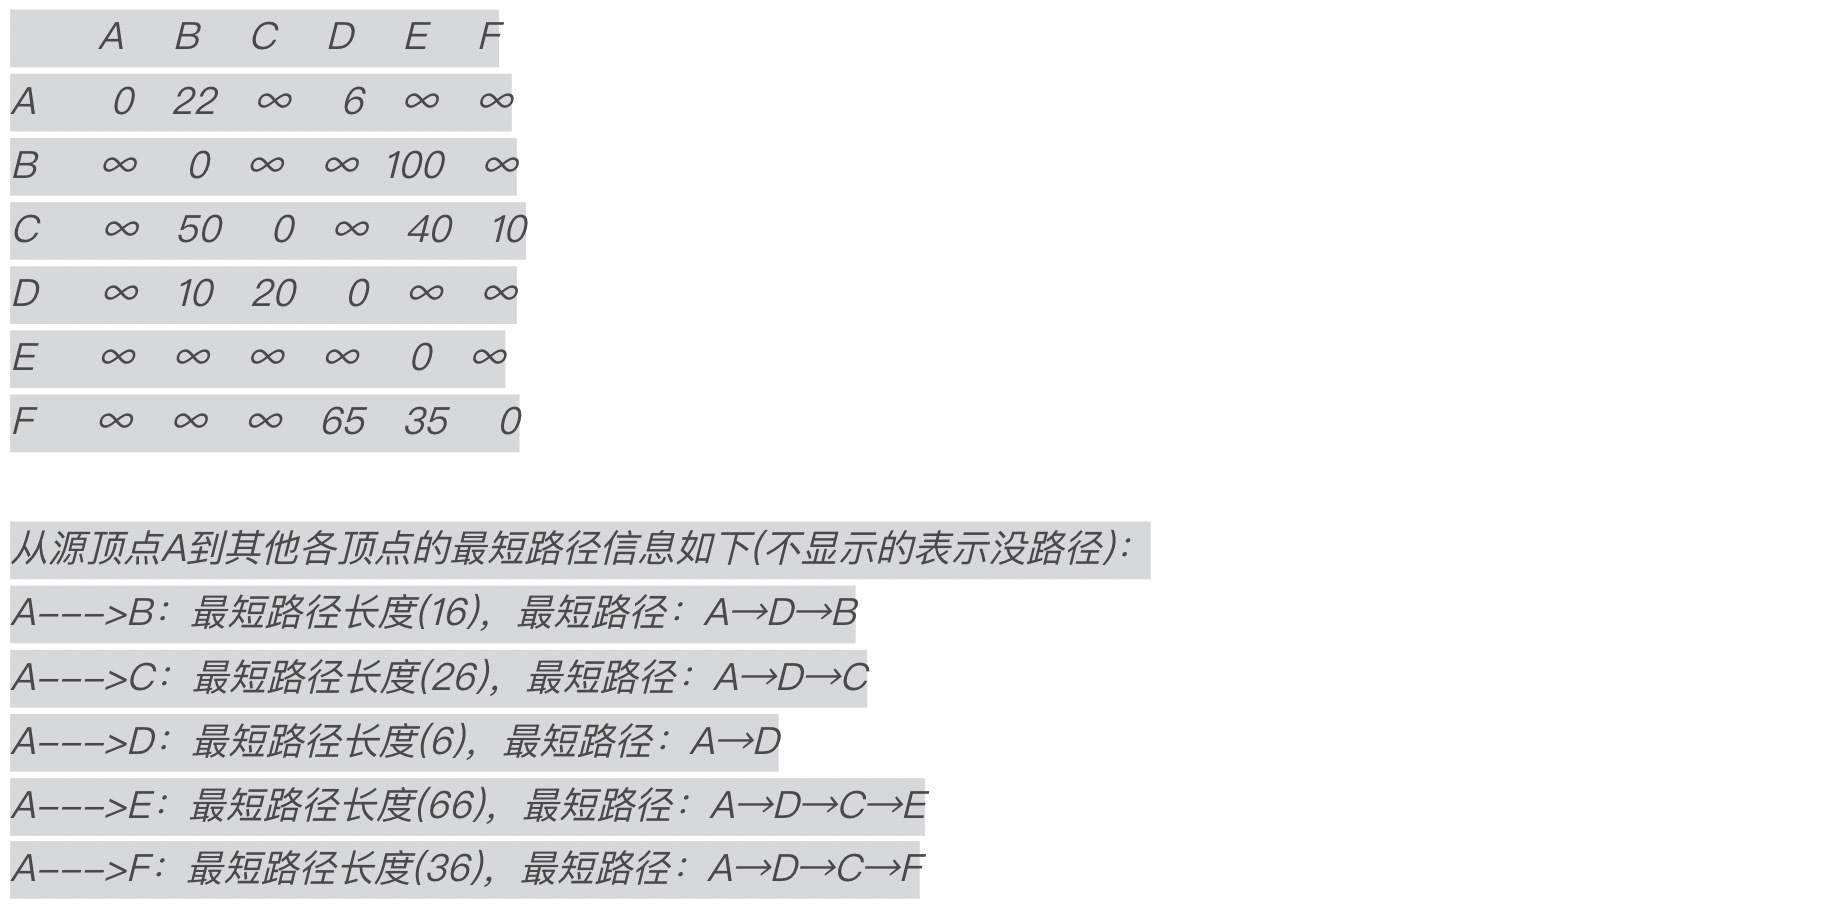 A B C D E F
A 0 22 ∞ 6 ∞ ∞
B ∞ 0 ∞ ∞ 100 ∞
C ∞ 50 0 ∞ 40 10
D ∞ 10 20 0 ∞ ∞
E ∞ ∞ ∞ ∞ 0 ∞
F ∞ ∞ ∞ 65 35 0
从源顶点A到其他各顶点的最短路径信息如下(不显示的表示没路径)：
A--->B：最短路径长度(16)，最短路径：A→D→B
A--->C：最短路径长度(26)，最短路径：A→D→C
A--->D：最短路径长度(6)，最短路径：A→D
A--->E：最短路径长度(66)，最短路径：A→D→C→E
A--->F：最短路径长度(36)，最短路径：A→D→C→F